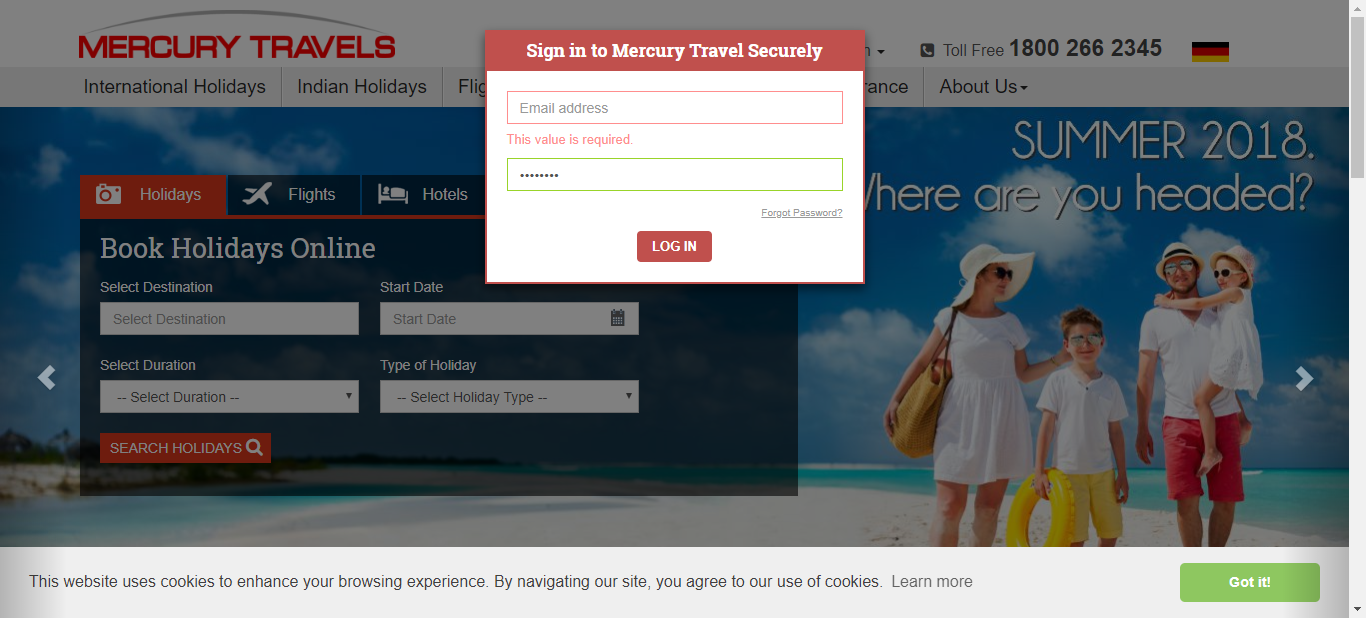 MERCURY TRAVELS
Toll Free 1800 266 2345
International Holidays
Indian Holidays
About Us
Sign in to Mercury Travel Securely
Email address
This value is required.
••••••••
Forgot Password?
LOG IN
SUMMER 2018.
here are you headed?
Holidays
Flights
Hotels
Book Holidays Online
Select Destination
Start Date
Select Destination
Start Date
Select Duration
Type of Holiday
-- Select Duration --
-- Select Holiday Type --
SEARCH HOLIDAYS
This website uses cookies to enhance your browsing experience. By navigating our site, you agree to our use of cookies. Learn more
Got it!